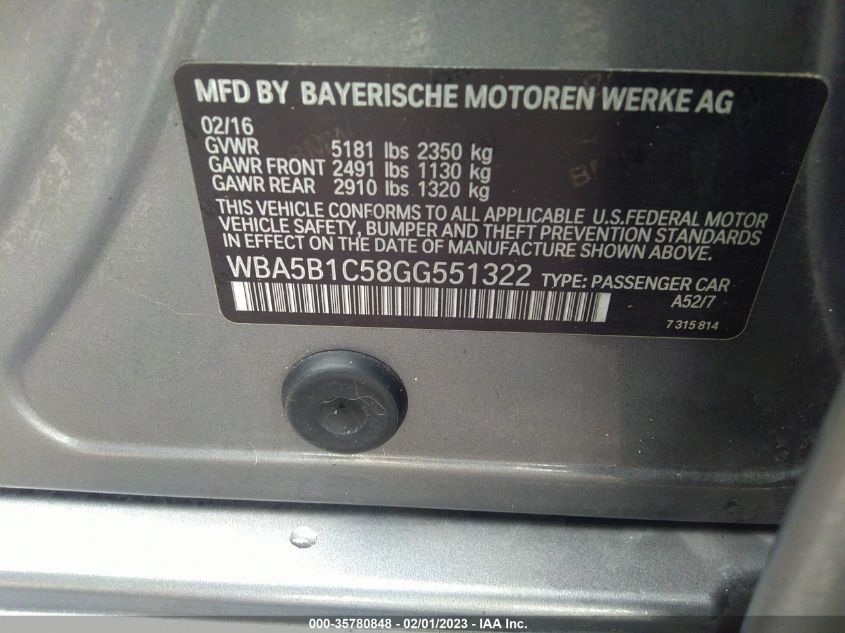 MFD BY BAYERISCHE MOTOREN WERKE AG
02/16
GVWR 5181 lbs 2350 kg
GAWR FRONT 2491 lbs 1130 kg
GAWR REAR 2910 lbs 1320 kg
THIS VEHICLE CONFORMS TO ALL APPLICABLE U.S.FEDERAL MOTOR
VEHICLE SAFETY, BUMPER AND THEFT PREVENTION STANDARDS
IN EFFECT ON THE DATE OF MANUFACTURE SHOWN ABOVE.
WBA5B1C58GG551322 TYPE: PASSENGER CAR
A52/7
7 315 814
000-35780848 - 02/01/2023 - IAA Inc.